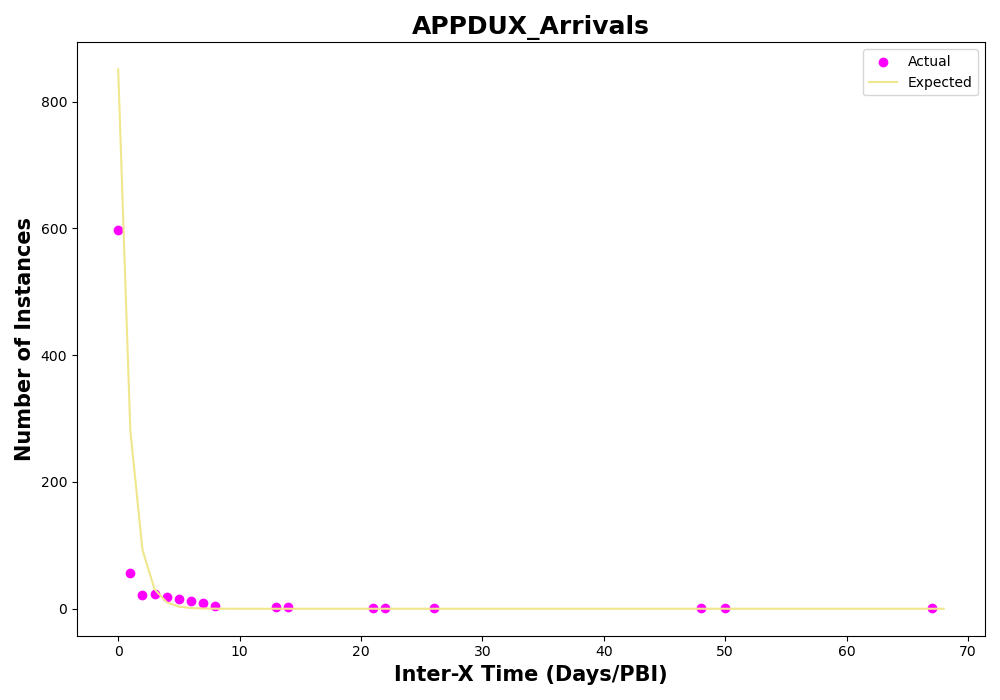 APPDUX_Arrivals
Actual
Expected
Number of Instances
800
600
400
200
0
0 10 20 30 40 50 60 70
Inter-X Time (Days/PBI)